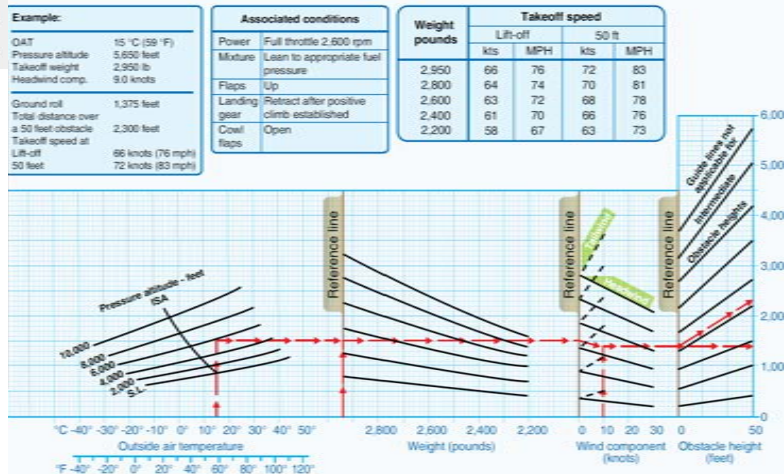 Example:
OAT 15 °C (59 °F)
Pressure altitude 5,650 feet
Takeoff weight 2,950 lb
Headwind comp. 9.0 knots
Ground roll 1,375 feet
Total distance over
a 50 feet obstacle 2,300 feet
Takeoff speed at
Lift-off 66 knots (76 mph)
50 feet 72 knots (83 mph)
Associated conditions
Power Full throttle 2,600 rpm
Mixture Lean to appropriate fuel
pressure
Flaps Up
Landing Retract after positive
gear climb established
Cowl Open
flaps
Weight
pounds
Takeoff speed
Lift-off 50 ft
kts MPH kts MPH
2,950 66 76 72 83
2,800 64 74 70 81
2,600 63 72 68 78
2,400 61 70 66 76
2,200 58 67 63 73
Pressure altitude - feet
ISA
10,000
8,000
6,000
4,000
2,000
S.L.
Reference line
Reference line
Tailwind
Headwind
Reference line
Guide lines not
applicable for
Intermediate
Obstacle heights
6,000
5,000
4,000
3,000
2,000
1,000
0
°C -40° -30° -20° -10° 0° 10° 20° 30° 40° 50°
Outside air temperature
°F -40° -20° 0° 20° 40° 60° 80° 100° 120°
2,800 2,600 2,400 2,200
Weight (pounds)
0 10 20 30
Wind component
(knots)
0 50
Obstacle height
(feet)